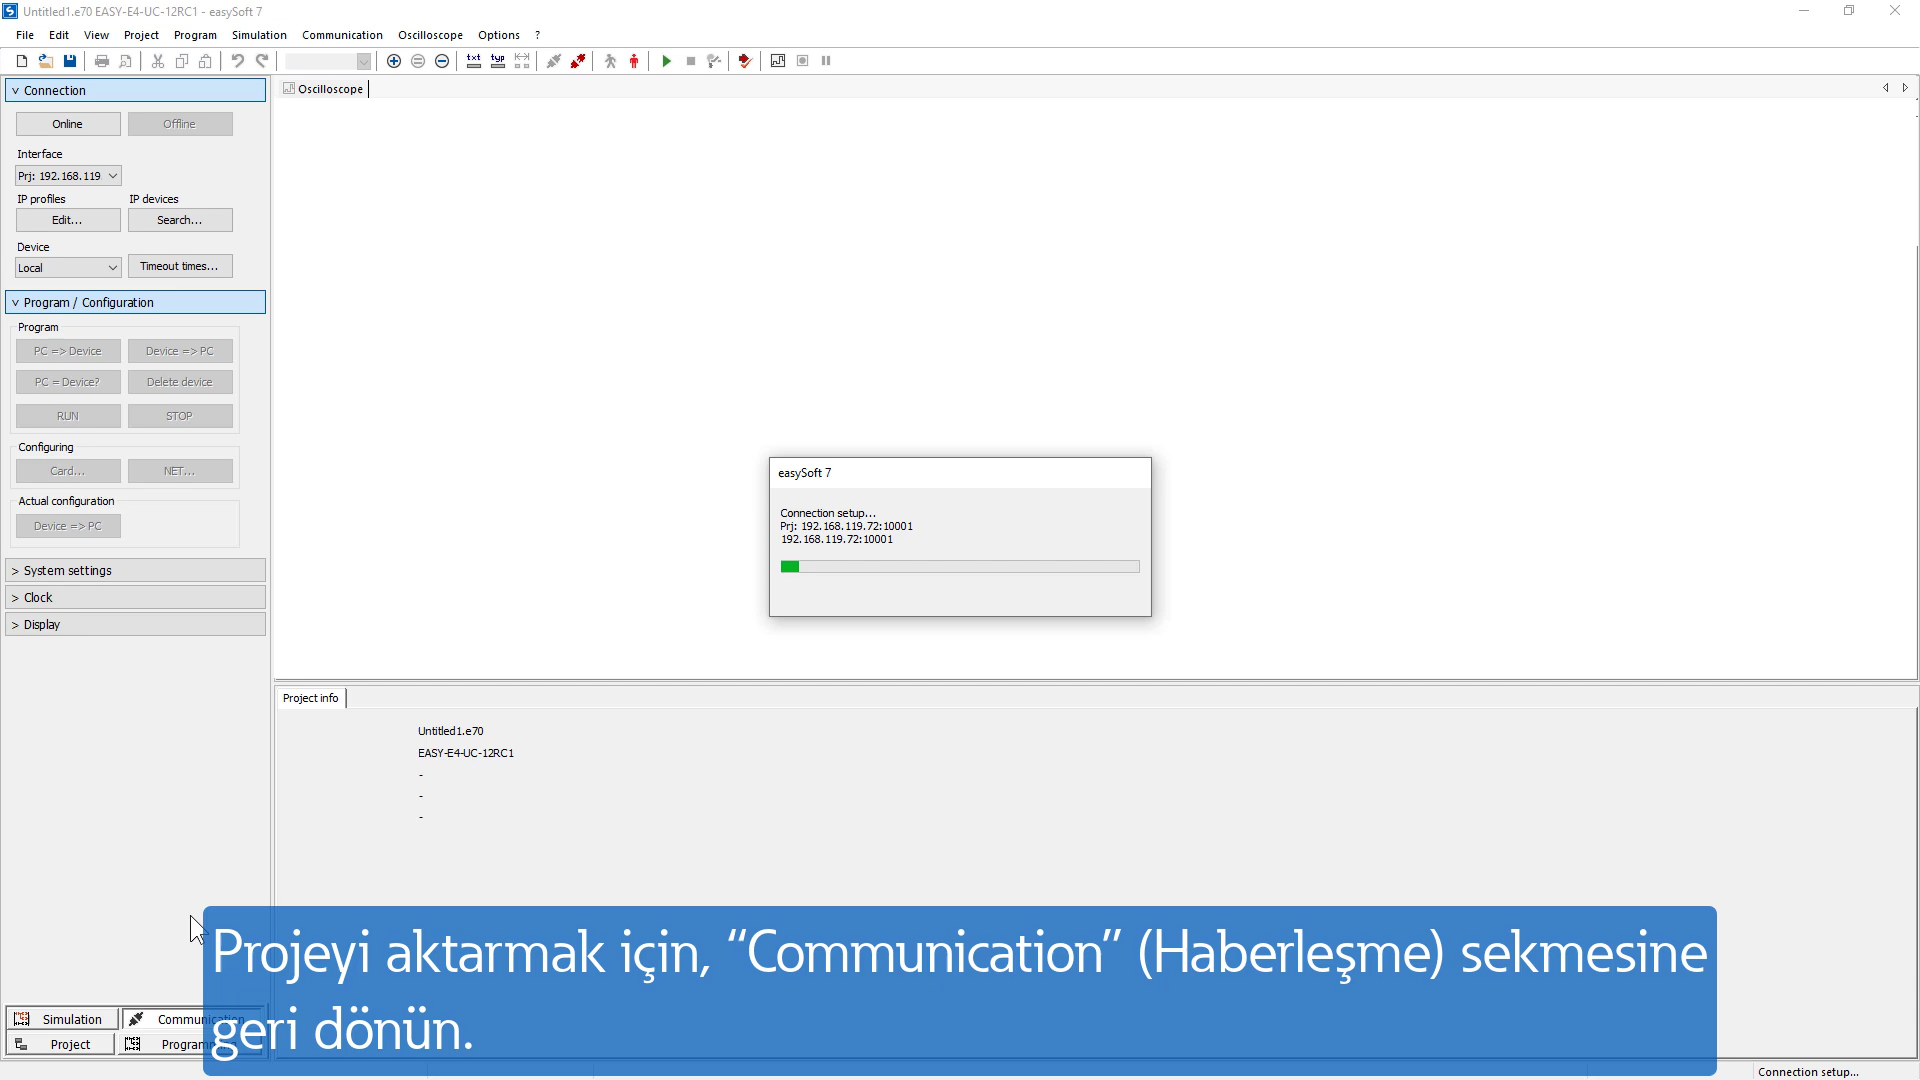 Untitled1.e70 EASY-E4-UC-12RC1 - easySoft 7
File Edit View Project Program Simulation Communication Oscilloscope Options ?
txt typ
v Connection
Oscilloscope
Online Offline
Interface
Prj: 192.168.119
IP profiles IP devices
Edit... Search...
Device
Local Timeout times...
v Program / Configuration
Program
PC => Device Device => PC
PC = Device? Delete device
RUN STOP
Configuring
Card... NET...
Actual configuration
Device => PC
> System settings
> Clock
> Display
easySoft 7
Connection setup...
Prj: 192.168.119.72:10001
192.168.119.72:10001
Project info
Untitled1.e70
EASY-E4-UC-12RC1
-
-
-
Projeyi aktarmak için, “Communication” (Haberleşme) sekmesine
geri dönün.
Simulation Communication
Project Program
Connection setup...